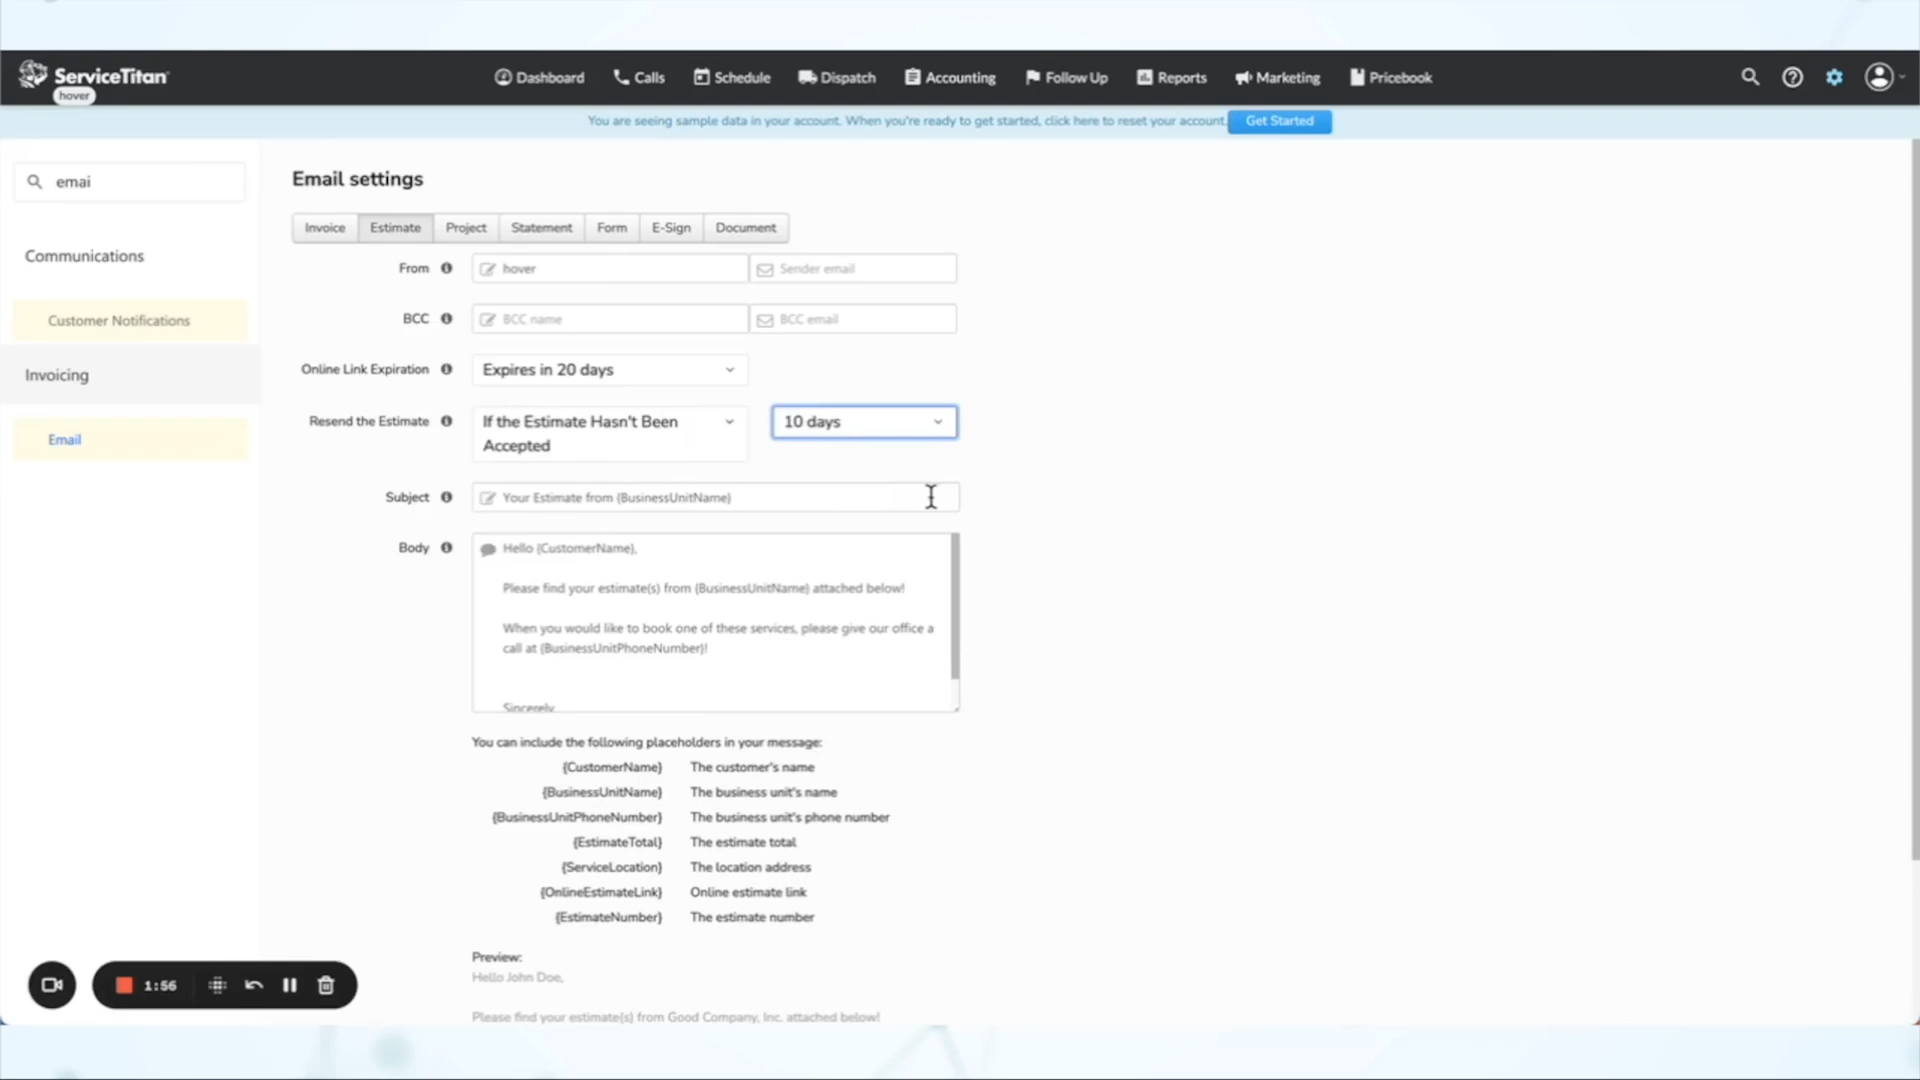 ServiceTitan
hover
Dashboard Calls Schedule Dispatch Accounting Follow Up Reports Marketing Pricebook
You are seeing sample data in your account. When you're ready to get started, click here to reset your account. Get Started
emai
Communications
Customer Notifications
Invoicing
Email
Email settings
Invoice Estimate Project Statement Form E-Sign Document
From hover Sender email
BCC BCC name BCC email
Online Link Expiration Expires in 20 days
Resend the Estimate If the Estimate Hasn't Been 10 days
Accepted
Subject Your Estimate from {BusinessUnitName}
Body Hello {CustomerName},
Please find your estimate(s) from {BusinessUnitName} attached below!
When you would like to book one of these services, please give our office a
call at {BusinessUnitPhoneNumber}!
Sincerely
You can include the following placeholders in your message:
{CustomerName} The customer's name
{BusinessUnitName} The business unit's name
{BusinessUnitPhoneNumber} The business unit's phone number
{EstimateTotal} The estimate total
{ServiceLocation} The location address
{OnlineEstimateLink} Online estimate link
{EstimateNumber} The estimate number
Preview:
Hello John Doe,
Please find your estimate(s) from Good Company, Inc. attached below!
1:56